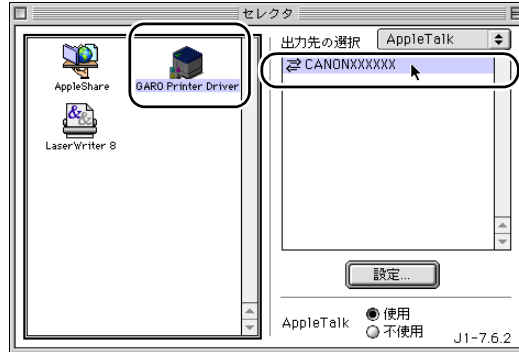 セレクタ
AppleShare
GARO Printer Driver
LaserWriter 8
出力先の選択 AppleTalk
CANONXXXXXX
設定...
AppleTalk
使用
不使用
J1-7.6.2